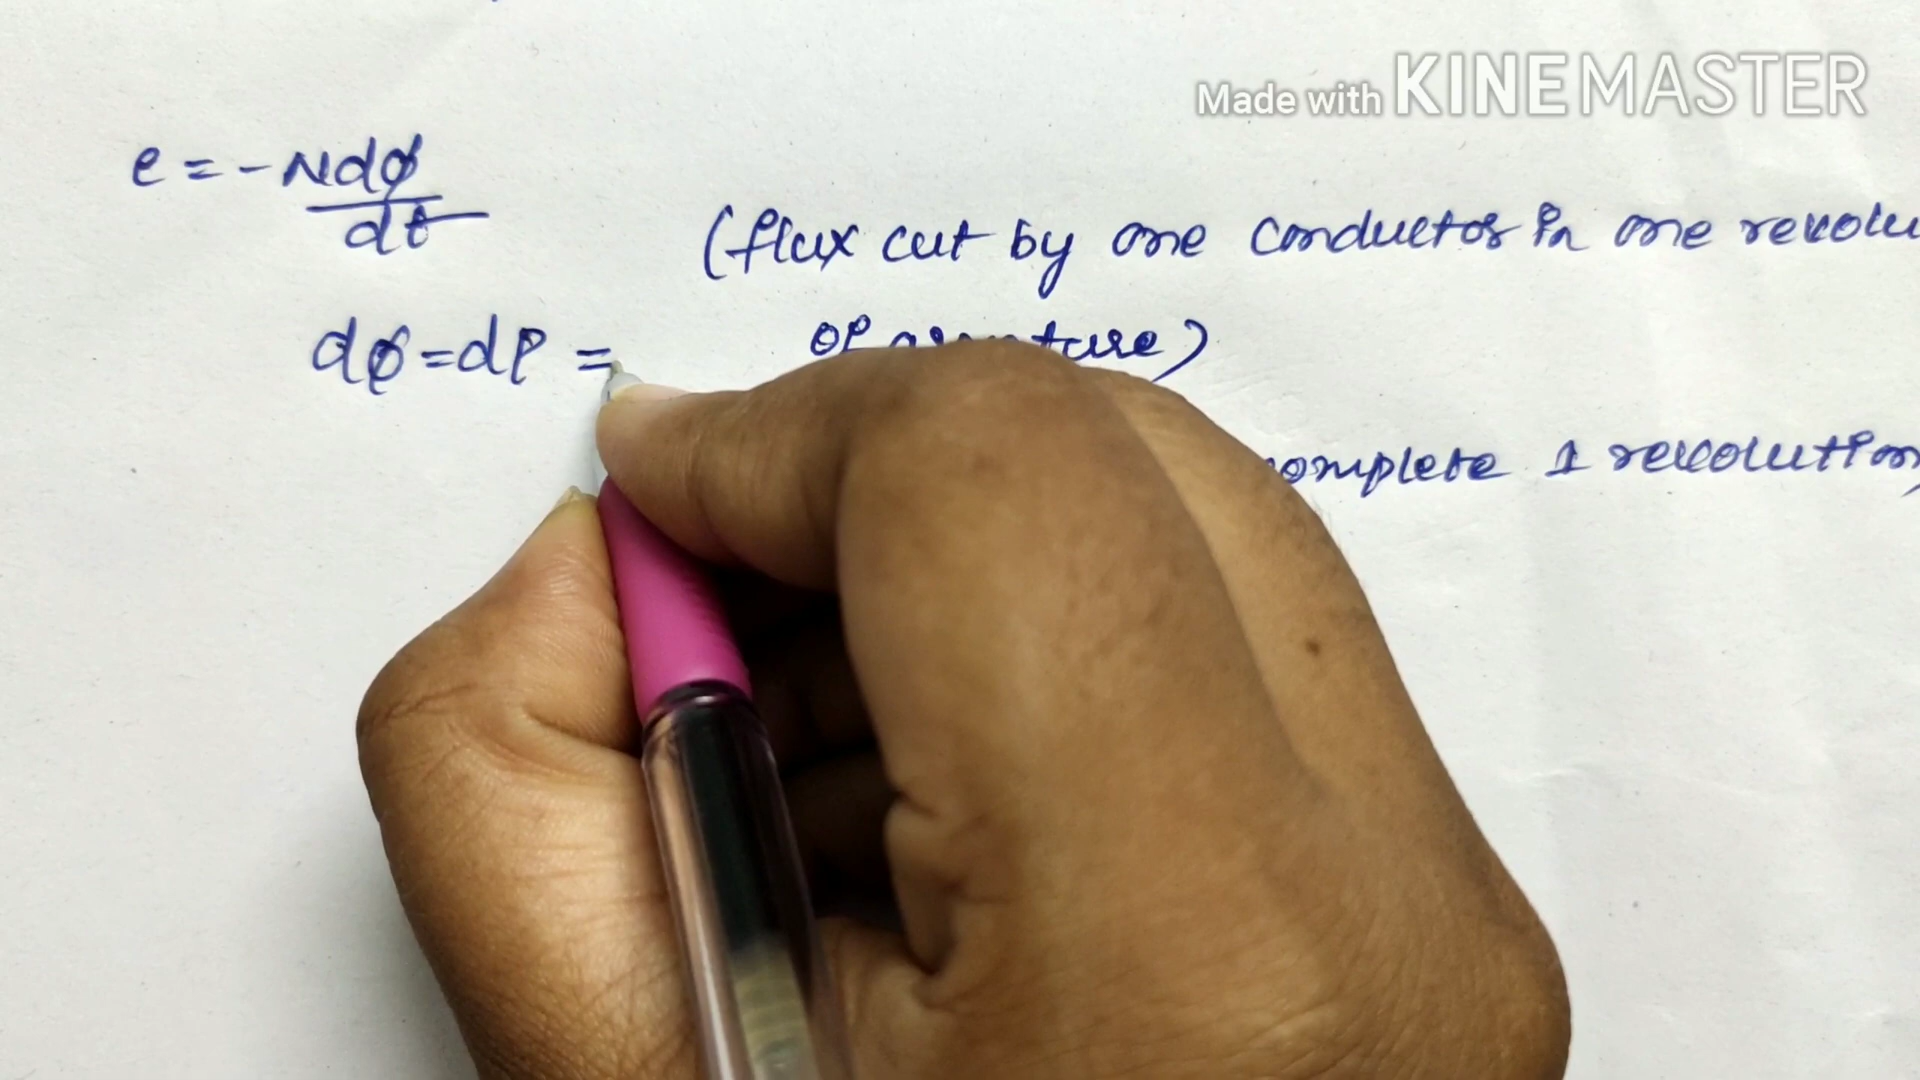 Made with KINEMASTER
e = - Ndφ
dt
(flux cut by one conductor in one revolu
dφ = dP = of armature)
complete 1 revolution)